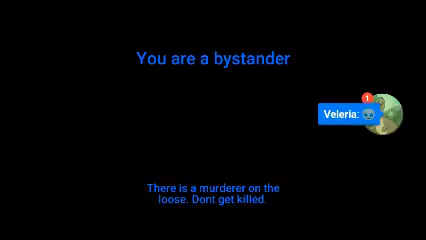 You are a bystander
1
Veleria: 👽
There is a murderer on the
loose. Dont get killed.